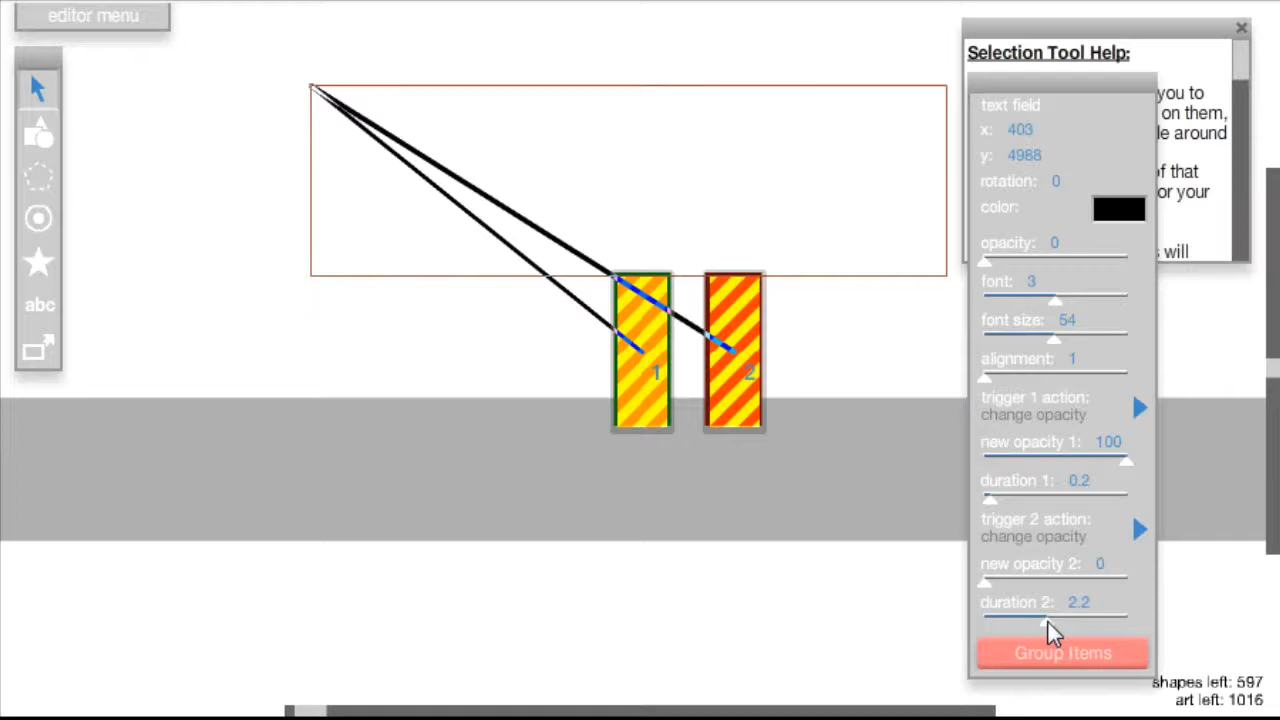 editor menu
abc
1
2
Selection Tool Help:
you to
on them,
le around
of that
or your
s will
text field
x: 403
y: 4988
rotation: 0
color:
opacity: 0
font: 3
font size: 54
alignment: 1
trigger 1 action:
change opacity
new opacity 1: 100
duration 1: 0.2
trigger 2 action:
change opacity
new opacity 2: 0
duration 2: 2.2
Group Items
shapes left: 597
art left: 1016